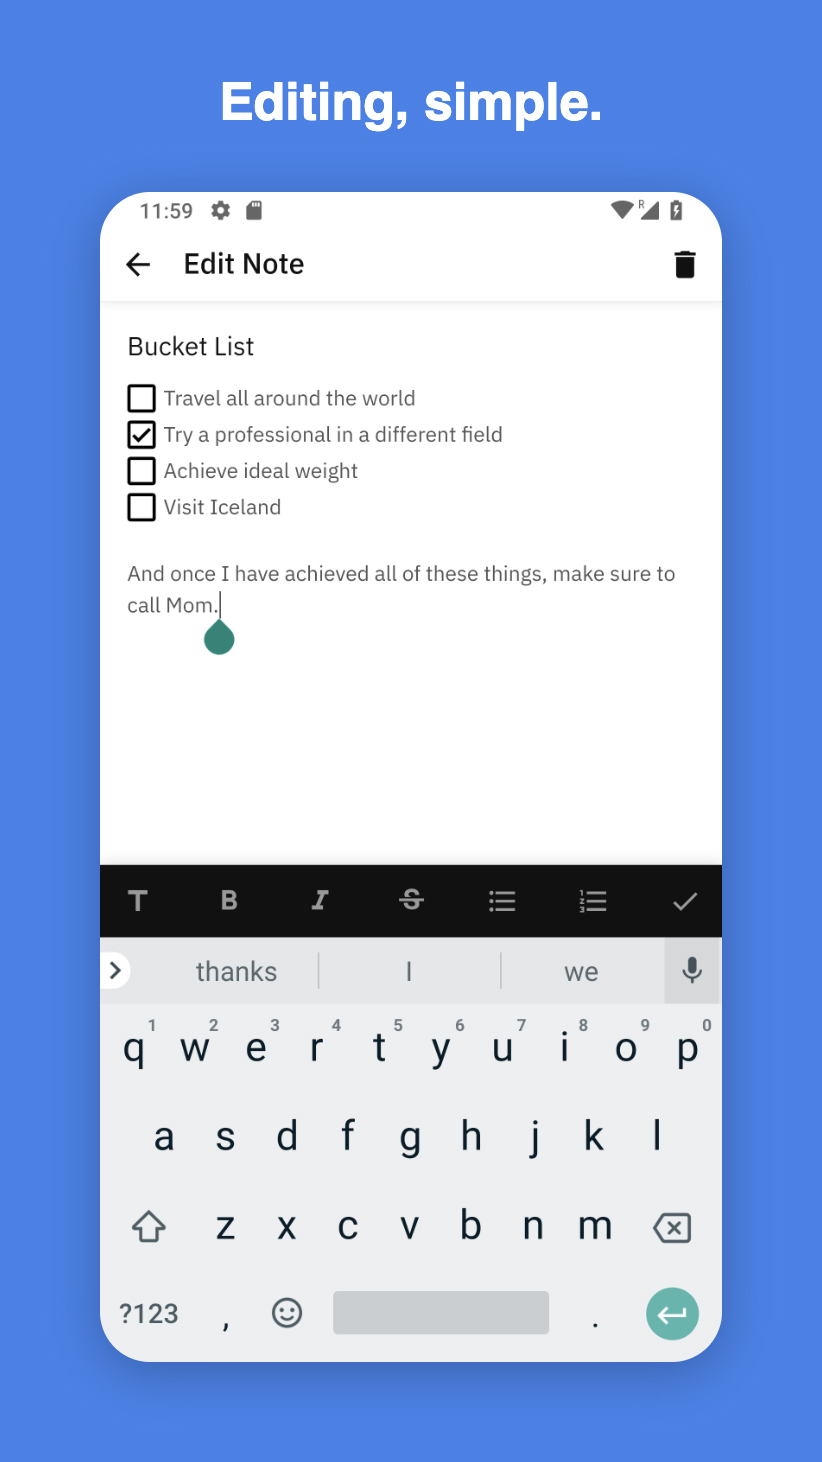 Editing, simple.
11:59
R
Edit Note
Bucket List
Travel all around the world
Try a professional in a different field
Achieve ideal weight
Visit Iceland
And once I have achieved all of these things, make sure to
call Mom.
T B I S
thanks I we
1 2 3 4 5 6 7 8 9 0
q w e r t y u i o p
a s d f g h j k l
z x c v b n m
?123 , .